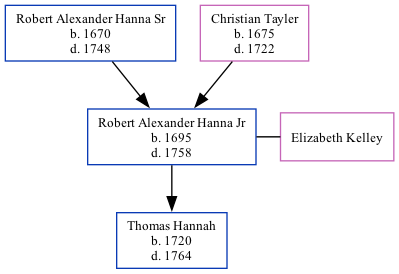 Robert Alexander Hanna Sr
b. 1670
d. 1748
Christian Tayler
b. 1675
d. 1722
Robert Alexander Hanna Jr
b. 1695
d. 1758
Elizabeth Kelley
Thomas Hannah
b. 1720
d. 1764